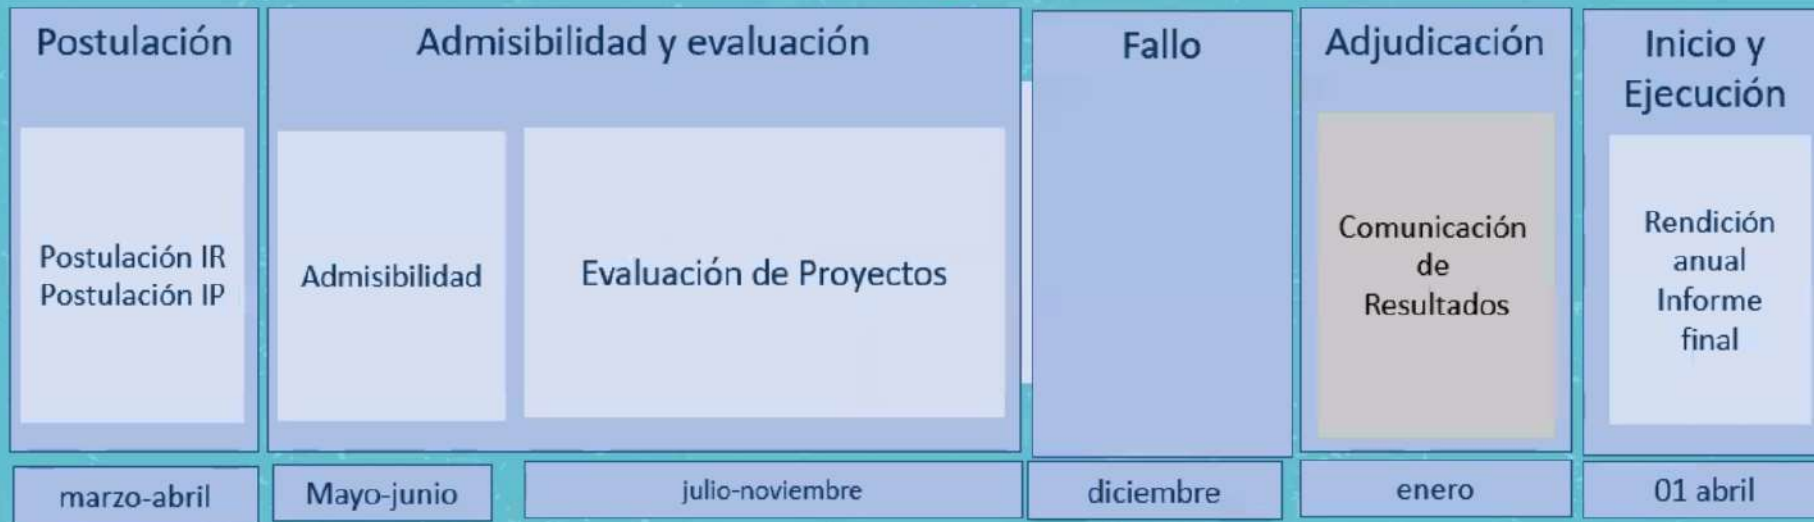 Postulación
Postulación IR
Postulación IP
marzo-abril
Admisibilidad y evaluación
Admisibilidad
Evaluación de Proyectos
Mayo-junio
julio-noviembre
Fallo
diciembre
Adjudicación
Comunicación
de
Resultados
enero
Inicio y
Ejecución
Rendición
anual
Informe
final
01 abril